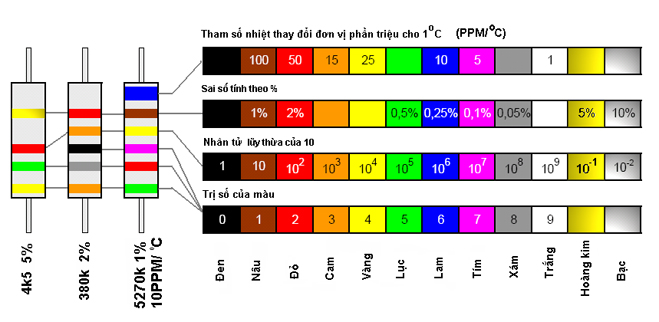 Tham số nhiệt thay đổi đơn vị phần triệu cho 1⁰C (PPM/⁰C)
100 50 15 25 10 5 1
Sai số tính theo %
1% 2% 0,5% 0,25% 0,1% 0,05% 5% 10%
Nhân tử lũy thừa của 10
1 10 10² 10³ 10⁴ 10⁵ 10⁶ 10⁷ 10⁸ 10⁹ 10⁻¹ 10⁻²
Trị số của màu
0 1 2 3 4 5 6 7 8 9
Đen Nâu Đỏ Cam Vàng Lục Lam Tím Xám Trắng Hoàng kim Bạc
4k5 5%
380k 2%
5270k 1%
10PPM/⁰C